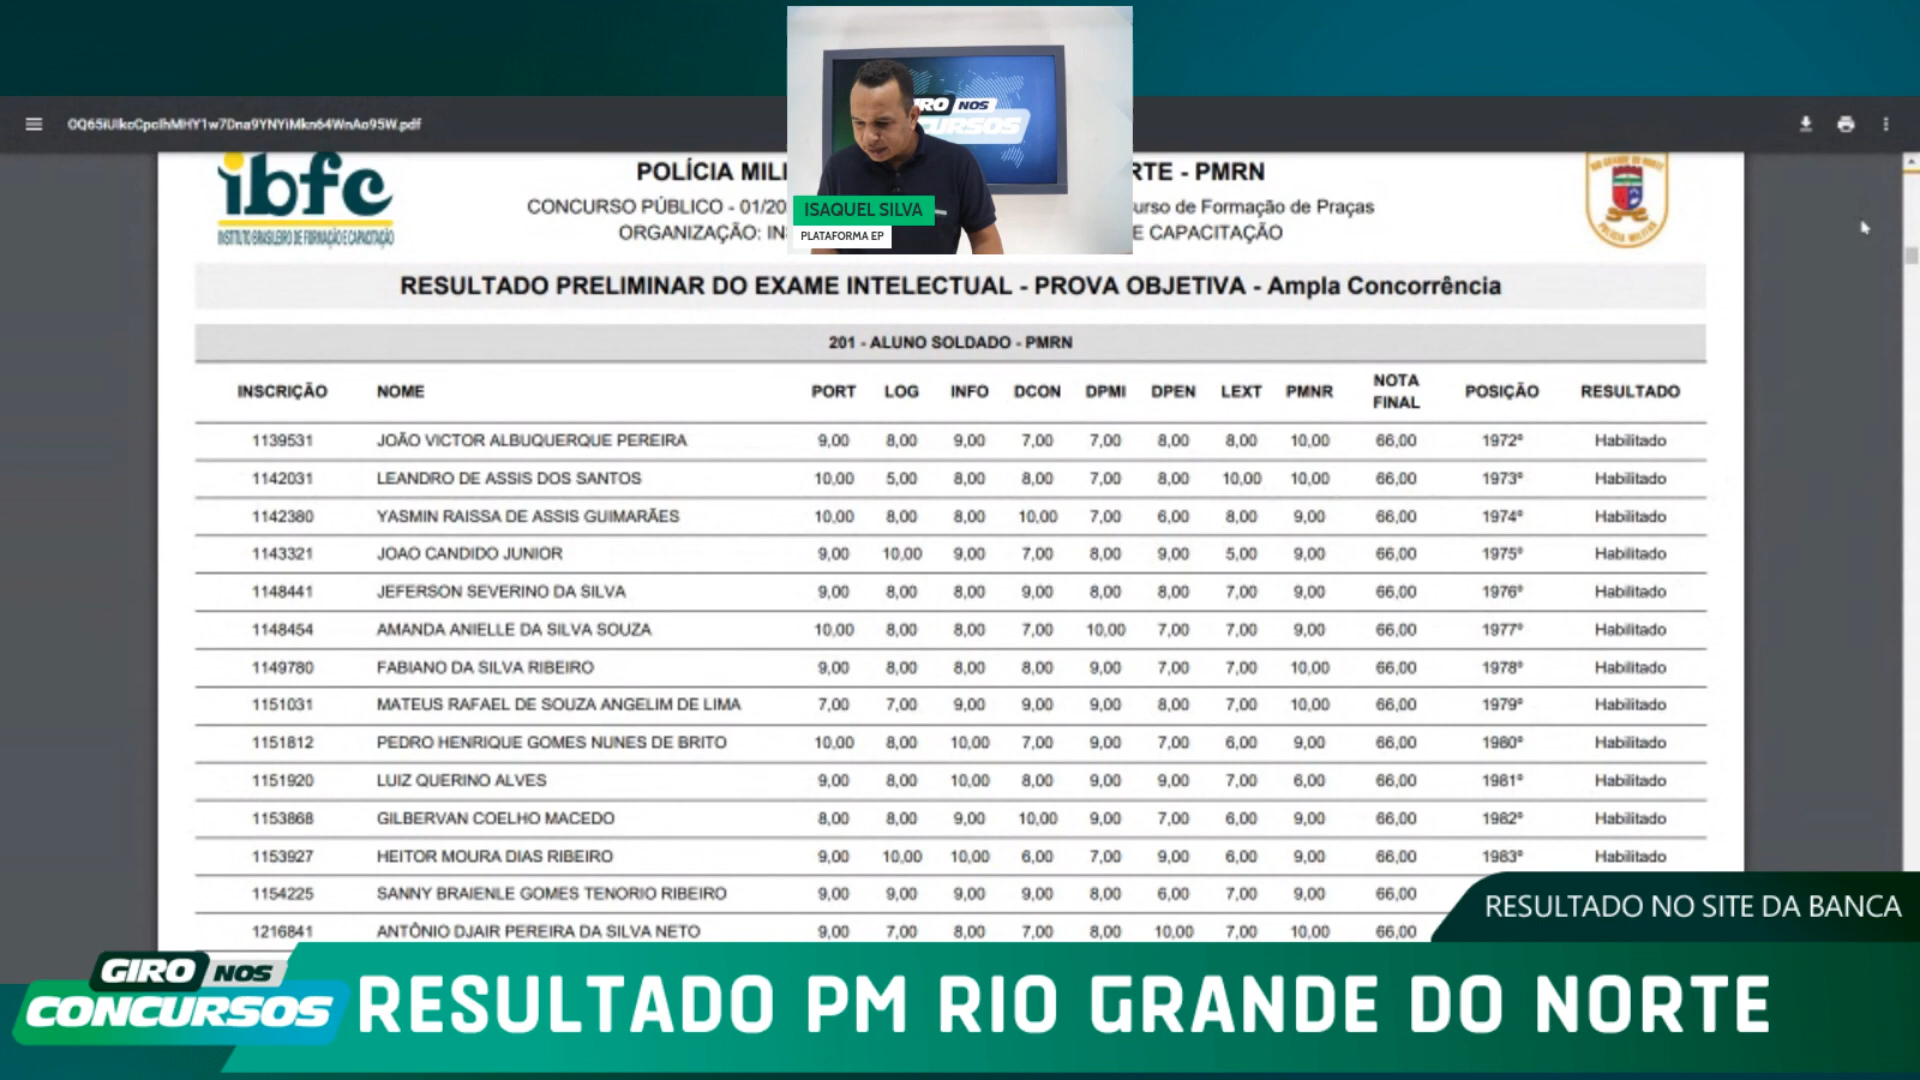 GIRO NOS
CONCURSOS
ISAQUEL SILVA
PLATAFORMA EP
ibfc
INSTITUTO BRASILEIRO DE FORMAÇÃO E CAPACITAÇÃO
POLÍCIA MILI RTE - PMRN
CONCURSO PÚBLICO - 01/20 urso de Formação de Praças
ORGANIZAÇÃO: IN E CAPACITAÇÃO
RIO GRANDE DO NORTE
POLÍCIA MILITAR
RESULTADO PRELIMINAR DO EXAME INTELECTUAL - PROVA OBJETIVA - Ampla Concorrência
201 - ALUNO SOLDADO - PMRN
INSCRIÇÃO NOME PORT LOG INFO DCON DPMI DPEN LEXT PMNR NOTA FINAL POSIÇÃO RESULTADO
1139531 JOÃO VICTOR ALBUQUERQUE PEREIRA 9,00 8,00 9,00 7,00 7,00 8,00 8,00 10,00 66,00 1972º Habilitado
1142031 LEANDRO DE ASSIS DOS SANTOS 10,00 5,00 8,00 8,00 7,00 8,00 10,00 10,00 66,00 1973º Habilitado
1142380 YASMIN RAISSA DE ASSIS GUIMARÃES 10,00 8,00 8,00 10,00 7,00 6,00 8,00 9,00 66,00 1974º Habilitado
1143321 JOAO CANDIDO JUNIOR 9,00 10,00 9,00 7,00 8,00 9,00 5,00 9,00 66,00 1975º Habilitado
1148441 JEFERSON SEVERINO DA SILVA 9,00 8,00 8,00 9,00 8,00 8,00 7,00 9,00 66,00 1976º Habilitado
1148454 AMANDA ANIELLE DA SILVA SOUZA 10,00 8,00 8,00 7,00 10,00 7,00 7,00 9,00 66,00 1977º Habilitado
1149780 FABIANO DA SILVA RIBEIRO 9,00 8,00 8,00 8,00 9,00 7,00 7,00 10,00 66,00 1978º Habilitado
1151031 MATEUS RAFAEL DE SOUZA ANGELIM DE LIMA 7,00 7,00 9,00 9,00 9,00 8,00 7,00 10,00 66,00 1979º Habilitado
1151812 PEDRO HENRIQUE GOMES NUNES DE BRITO 10,00 8,00 10,00 7,00 9,00 7,00 6,00 9,00 66,00 1980º Habilitado
1151920 LUIZ QUERINO ALVES 9,00 8,00 10,00 8,00 9,00 9,00 7,00 6,00 66,00 1981º Habilitado
1153868 GILBERVAN COELHO MACEDO 8,00 8,00 9,00 10,00 9,00 7,00 6,00 9,00 66,00 1982º Habilitado
1153927 HEITOR MOURA DIAS RIBEIRO 9,00 10,00 10,00 6,00 7,00 9,00 6,00 9,00 66,00 1983º Habilitado
1154225 SANNY BRAIENLE GOMES TENORIO RIBEIRO 9,00 9,00 9,00 9,00 8,00 6,00 7,00 9,00 66,00
1216841 ANTÔNIO DJAIR PEREIRA DA SILVA NETO 9,00 7,00 8,00 7,00 8,00 10,00 7,00 10,00 66,00
RESULTADO NO SITE DA BANCA
GIRO NOS
CONCURSOS
RESULTADO PM RIO GRANDE DO NORTE